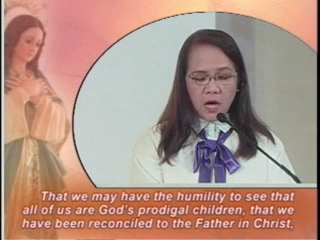 That we may have the humility to see that
all of us are God's prodigal children, that we
have been reconciled to the Father in Christ,